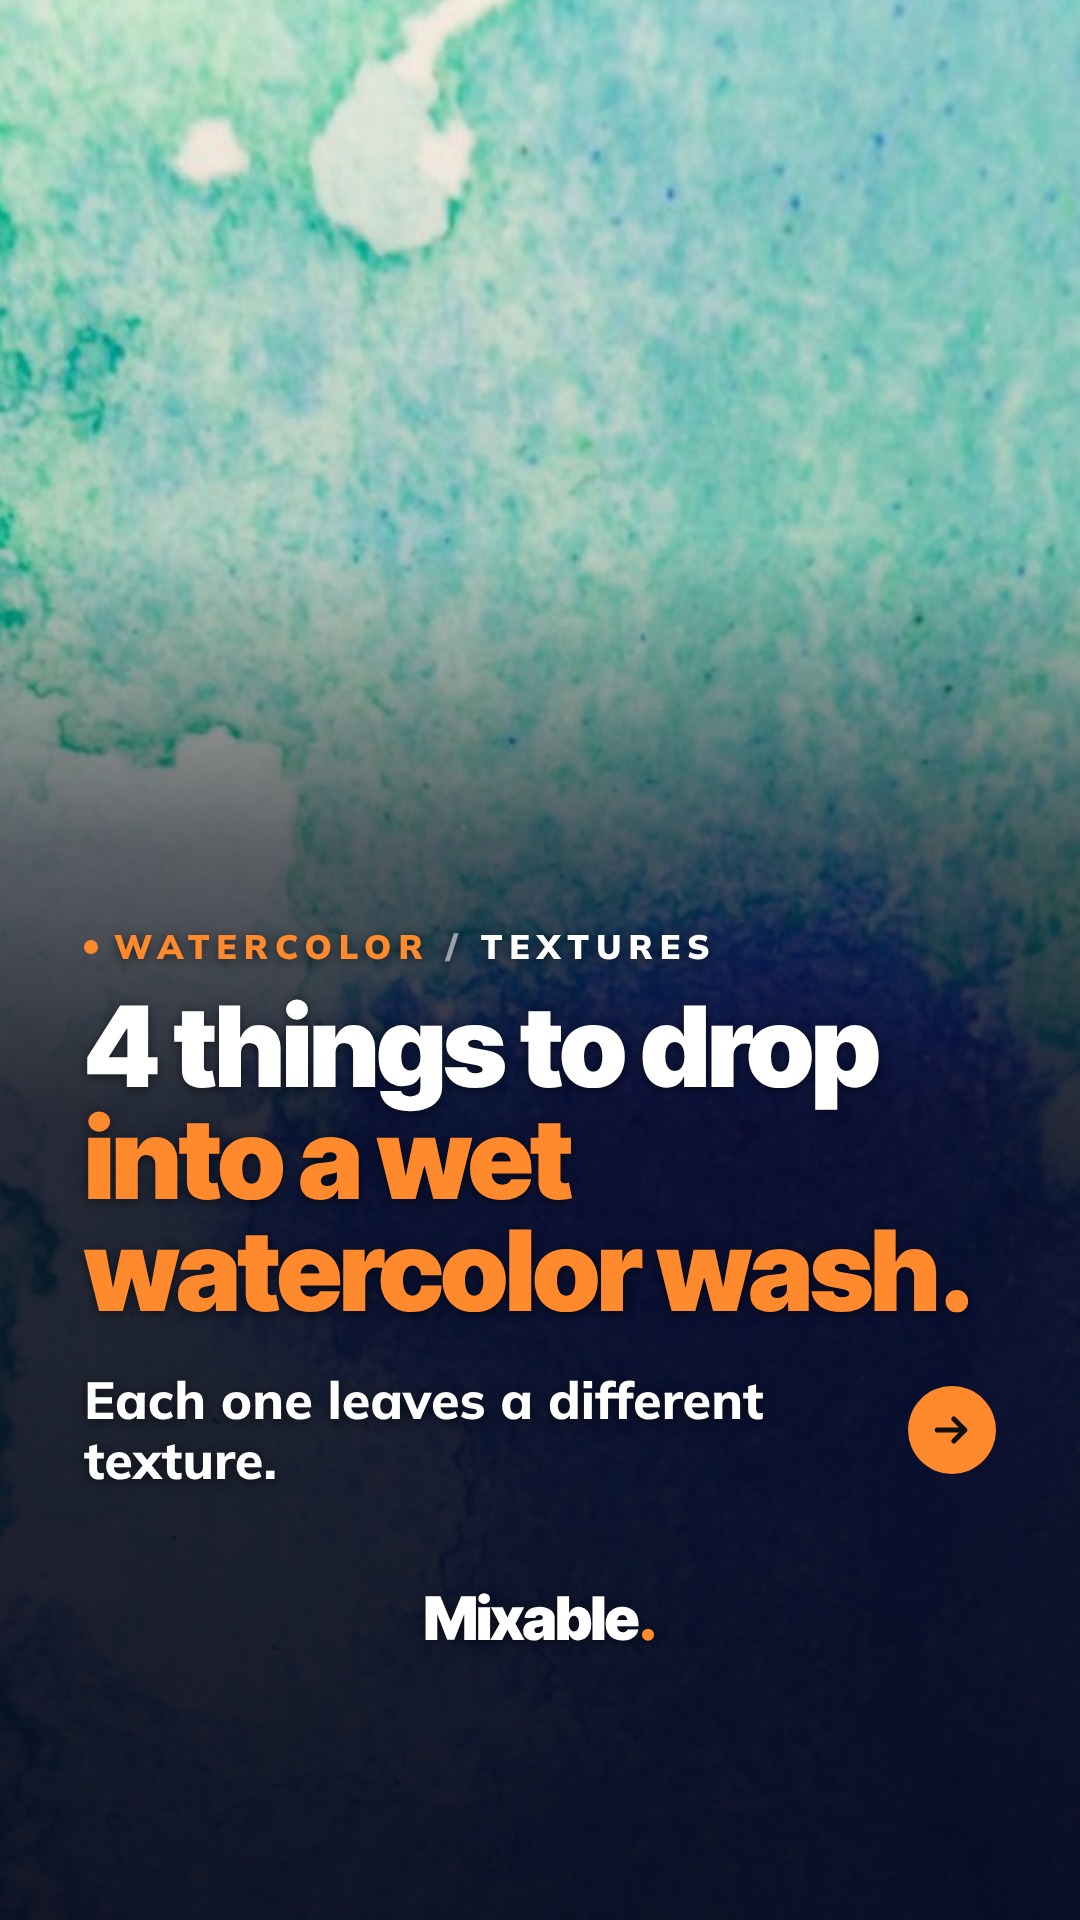 • WATERCOLOR / TEXTURES
4 things to drop
into a wet
watercolor wash.
Each one leaves a different
texture.
Mixable.